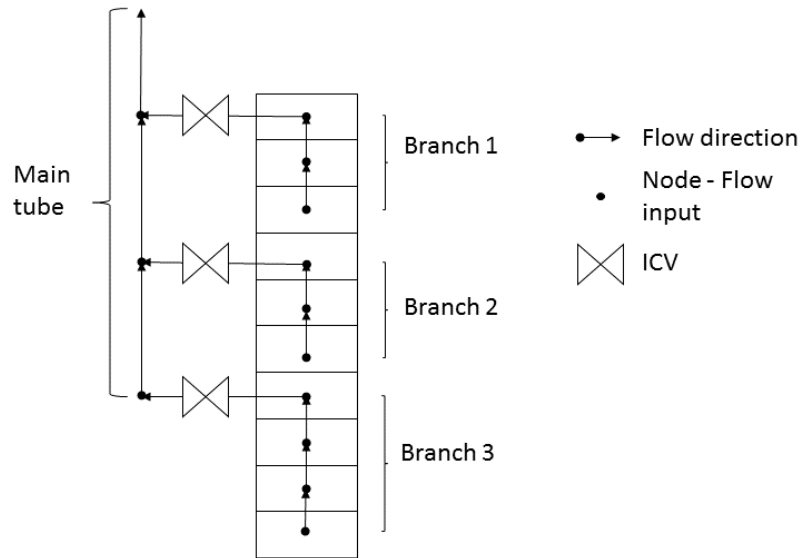 Main
tube
Branch 1
Branch 2
Branch 3
Flow direction
Node - Flow
input
ICV